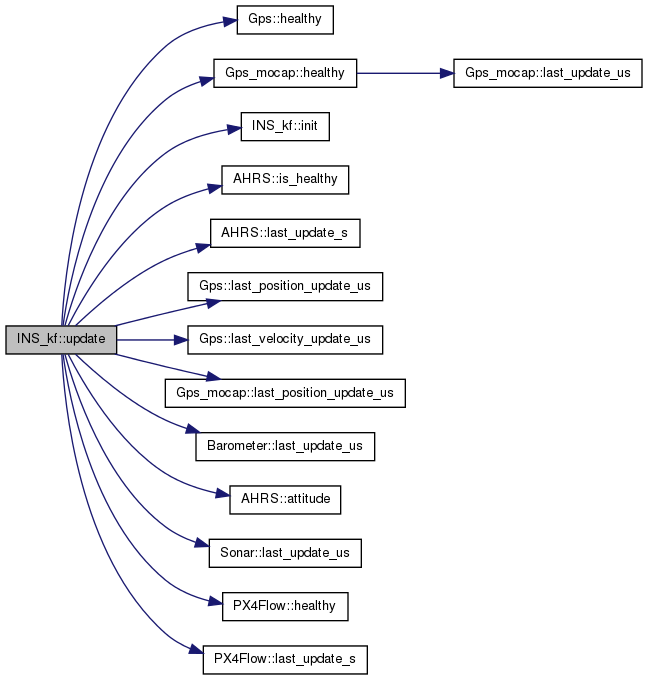 Gps::healthy
Gps_mocap::healthy
Gps_mocap::last_update_us
INS_kf::init
AHRS::is_healthy
AHRS::last_update_s
Gps::last_position_update_us
INS_kf::update
Gps::last_velocity_update_us
Gps_mocap::last_position_update_us
Barometer::last_update_us
AHRS::attitude
Sonar::last_update_us
PX4Flow::healthy
PX4Flow::last_update_s